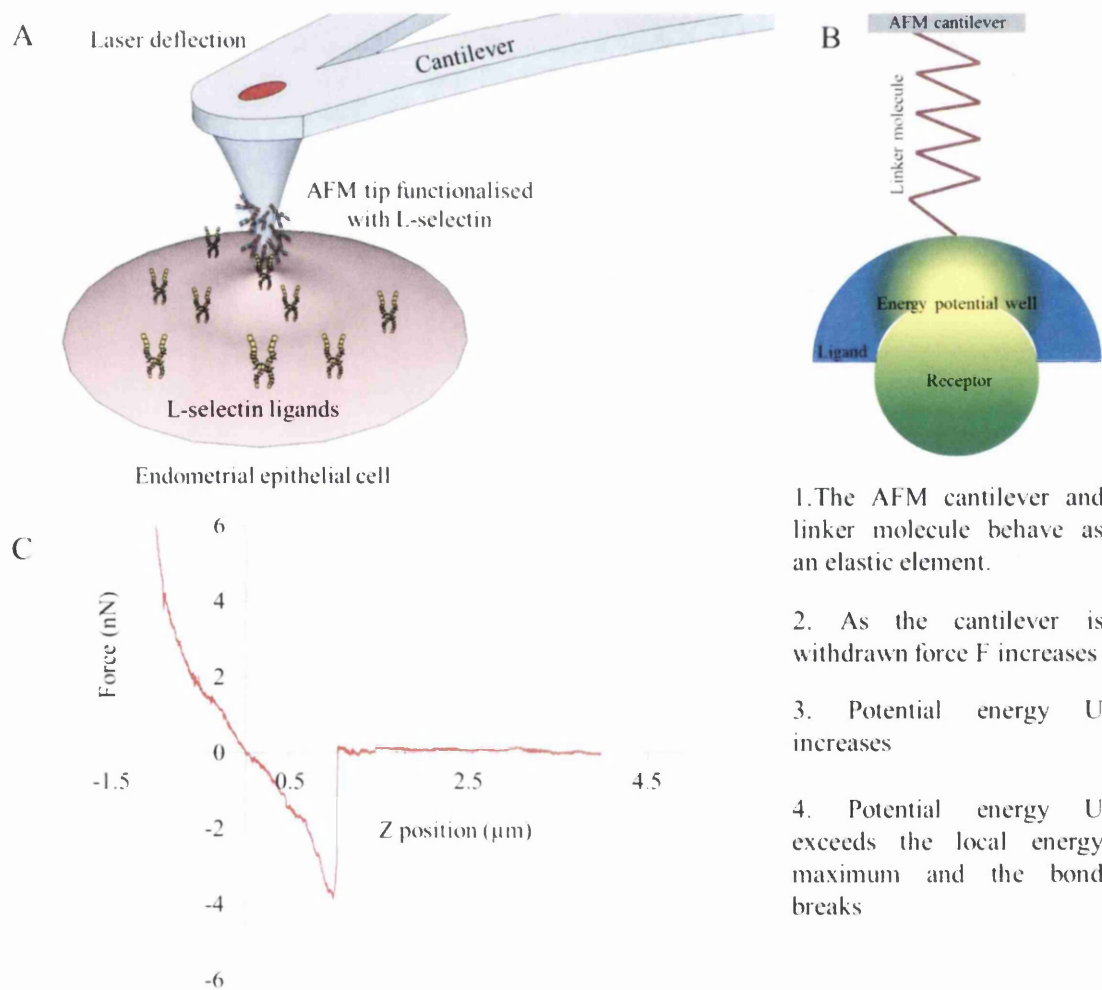 A
Laser deflection
Cantilever
AFM tip functionalised
with L-selectin
L-selectin ligands
Endometrial epithelial cell
B
AFM cantilever
Linker molecule
Energy potential well
Ligand
Receptor
1.The AFM cantilever and
linker molecule behave as
an elastic element.
2. As the cantilever is
withdrawn force F increases
3. Potential energy U
increases
4. Potential energy U
exceeds the local energy
maximum and the bond
breaks
C
Force (nN)
6
4
2
0
-2
-4
-6
-1.5
0.5
2.5
4.5
Z position (µm)